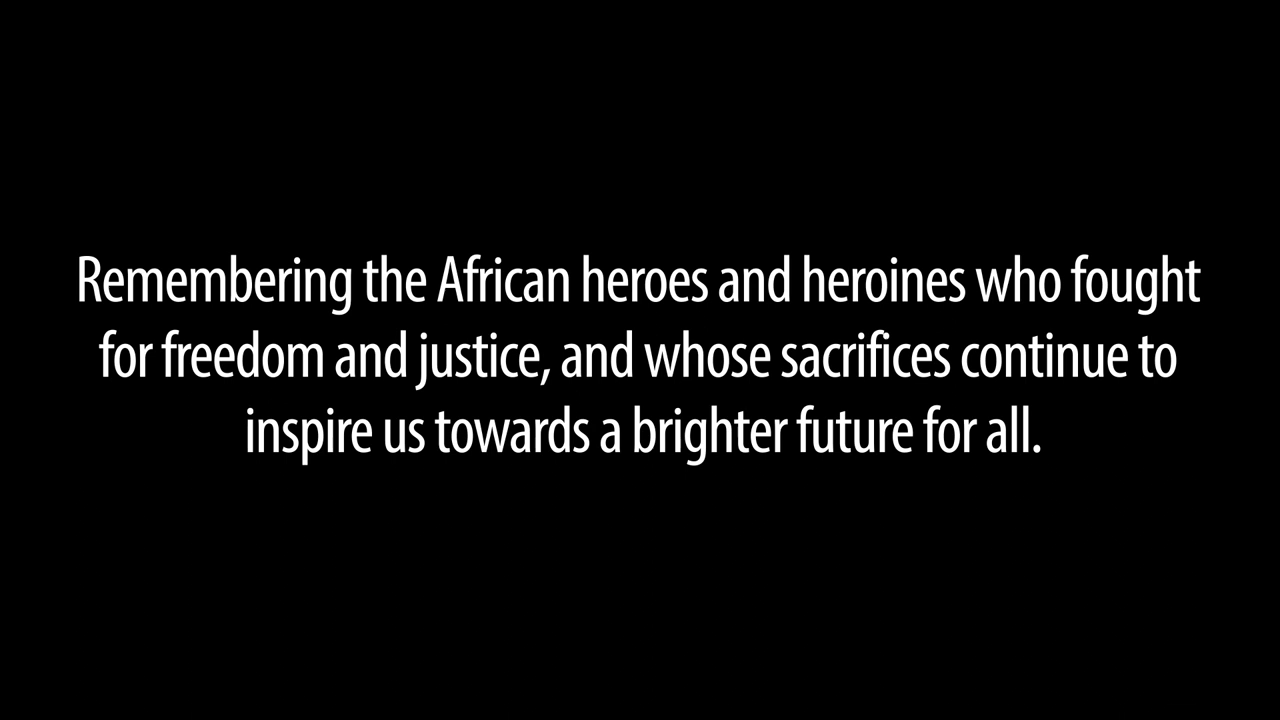 Remembering the African heroes and heroines who fought
for freedom and justice, and whose sacrifices continue to
inspire us towards a brighter future for all.